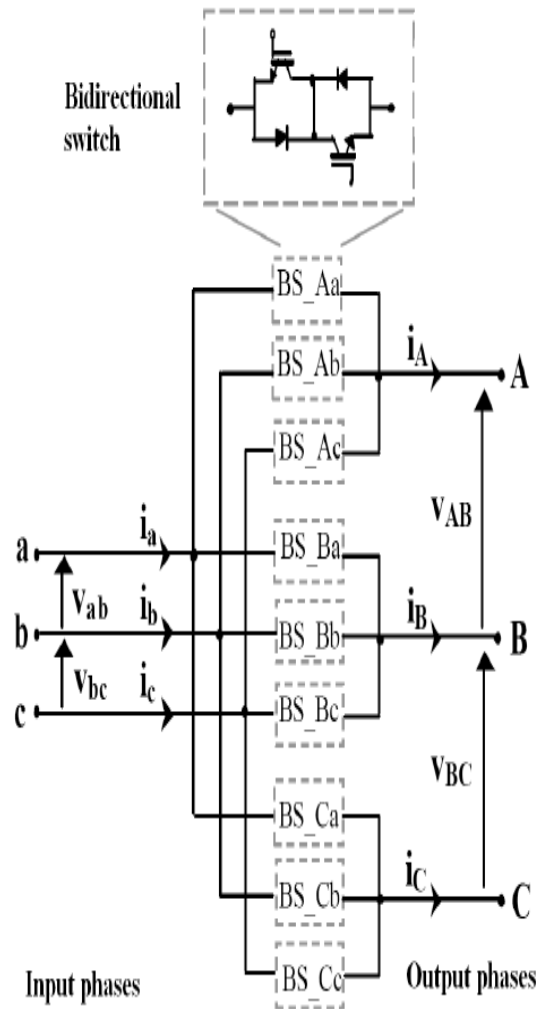 Bidirectional
switch
BS_Aa
BS_Ab
i_A
A
BS_Ac
v_AB
a
i_a
BS_Ba
v_ab
b
i_b
BS_Bb
i_B
B
v_bc
c
i_c
BS_Bc
v_BC
BS_Ca
BS_Cb
i_C
C
BS_Cc
Input phases
Output phases